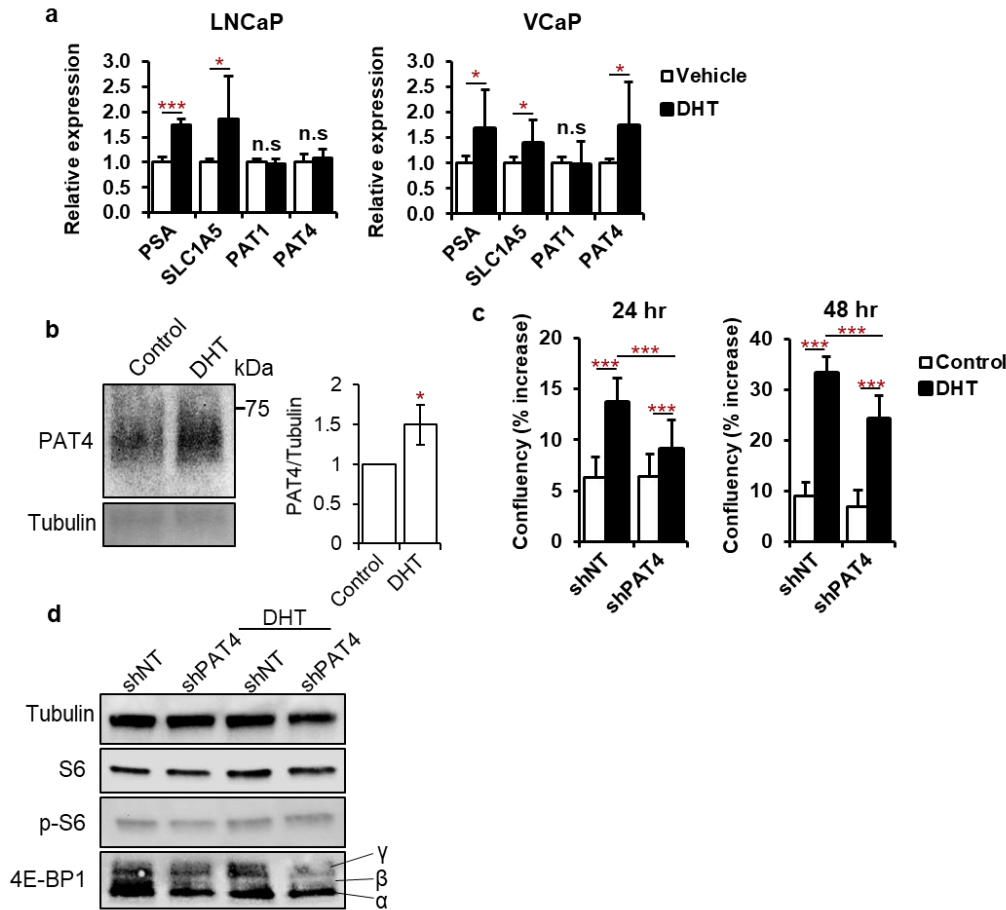 a
LNCaP
VCaP
Relative expression
3.0
2.5
2.0
1.5
1.0
0.5
0.0
***
*
n.s
n.s
PSA
SLC1A5
PAT1
PAT4
Relative expression
3.0
2.5
2.0
1.5
1.0
0.5
0.0
*
*
n.s
*
PSA
SLC1A5
PAT1
PAT4
Vehicle
DHT
b
Control
DHT
kDa
75
PAT4
Tubulin
PAT4/Tubulin
2
1.5
1
0.5
0
*
Control
DHT
c
24 hr
Confluency (% increase)
20
15
10
5
0
***
***
***
shNT
shPAT4
48 hr
Confluency (% increase)
40
30
20
10
0
***
***
***
shNT
shPAT4
Control
DHT
d
DHT
shNT
shPAT4
shNT
shPAT4
Tubulin
S6
p-S6
4E-BP1
γ
β
α